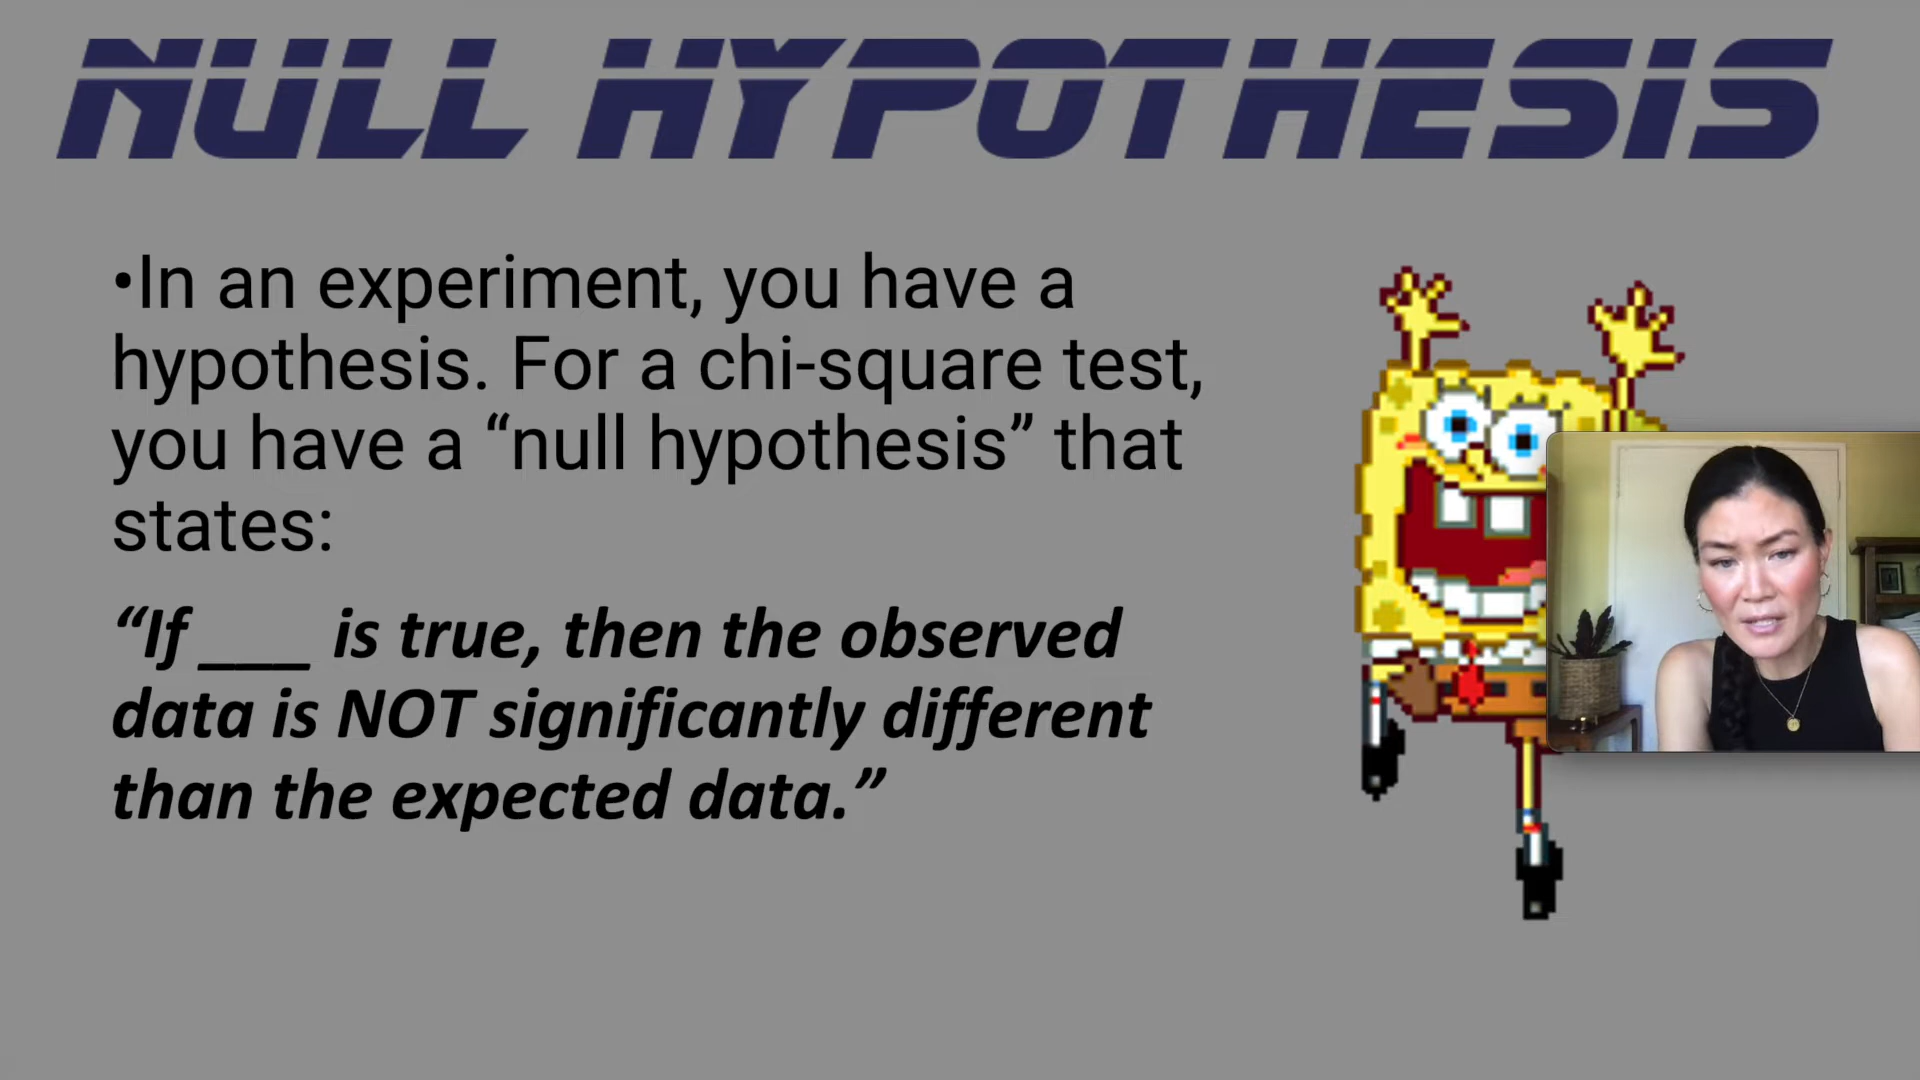 NULL HYPOTHESIS
•In an experiment, you have a
hypothesis. For a chi-square test,
you have a “null hypothesis” that
states:
“If ___ is true, then the observed
data is NOT significantly different
than the expected data.”